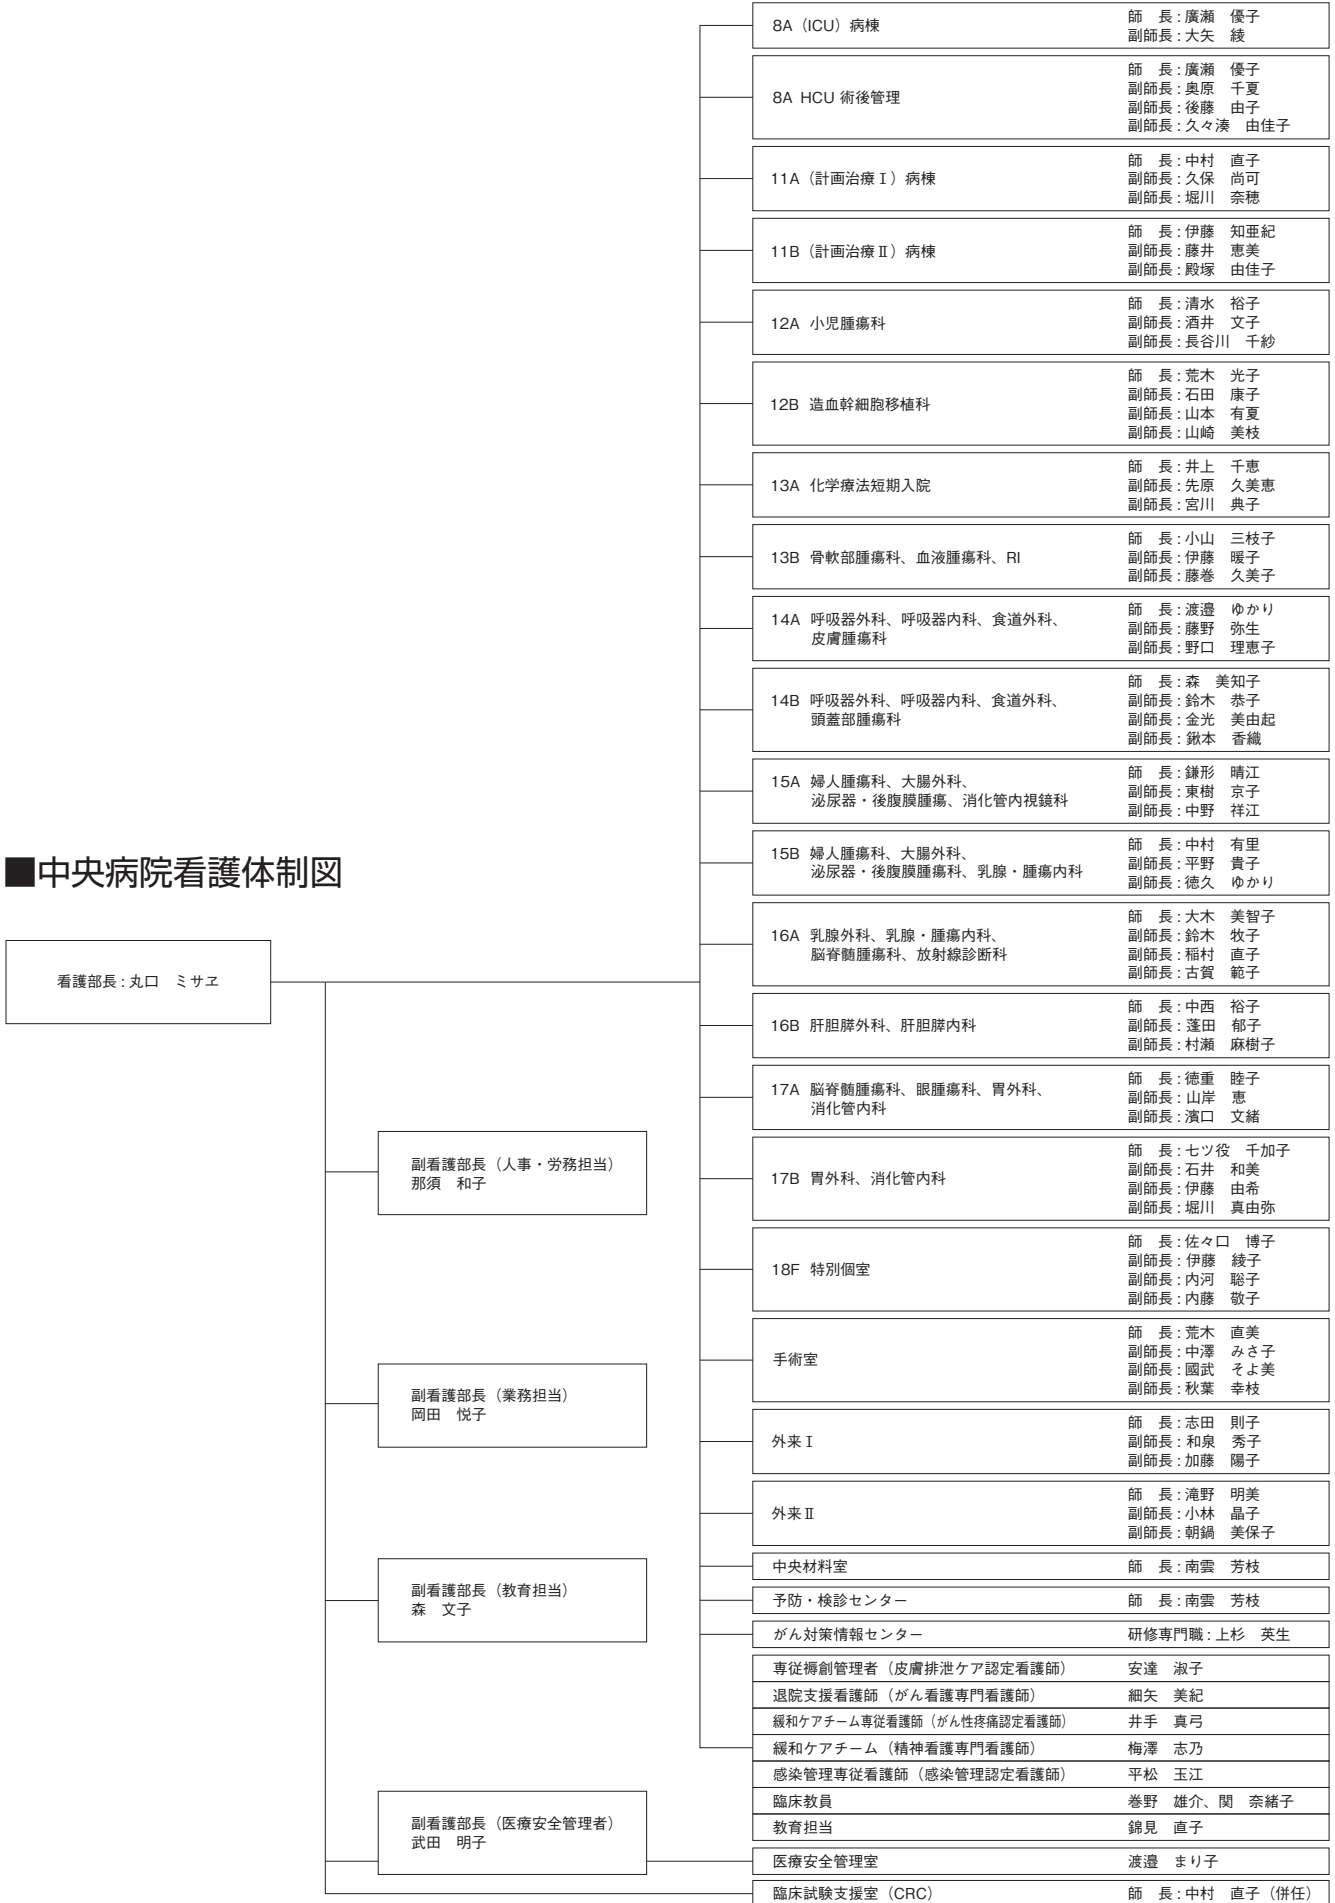 8A（ICU）病棟
師　長：廣瀬　優子
副師長：大矢　綾
8A HCU 術後管理
師　長：廣瀬　優子
副師長：奥原　千夏
副師長：後藤　由子
副師長：久々湊　由佳子
11A（計画治療Ⅰ）病棟
師　長：中村　直子
副師長：久保　尚可
副師長：堀川　奈穂
11B（計画治療Ⅱ）病棟
師　長：伊藤　知亜紀
副師長：藤井　恵美
副師長：殿塚　由佳子
12A 小児腫瘍科
師　長：清水　裕子
副師長：酒井　文子
副師長：長谷川　千紗
12B 造血幹細胞移植科
師　長：荒木　光子
副師長：石田　康子
副師長：山本　有夏
副師長：山崎　美枝
13A 化学療法短期入院
師　長：井上　千恵
副師長：先原　久美恵
副師長：宮川　典子
13B 骨軟部腫瘍科、血液腫瘍科、RI
師　長：小山　三枝子
副師長：伊藤　暖子
副師長：藤巻　久美子
14A 呼吸器外科、呼吸器内科、食道外科、
皮膚腫瘍科
師　長：渡邉　ゆかり
副師長：藤野　弥生
副師長：野口　理恵子
14B 呼吸器外科、呼吸器内科、食道外科、
頭蓋部腫瘍科
師　長：森　美知子
副師長：鈴木　恭子
副師長：金光　美由起
副師長：鍬本　香織
15A 婦人腫瘍科、大腸外科、
泌尿器・後腹膜腫瘍、消化管内視鏡科
師　長：鎌形　晴江
副師長：東樹　京子
副師長：中野　祥江
15B 婦人腫瘍科、大腸外科、
泌尿器・後腹膜腫瘍科、乳腺・腫瘍内科
師　長：中村　有里
副師長：平野　貴子
副師長：徳久　ゆかり
■中央病院看護体制図
看護部長：丸口　ミサヱ
16A 乳腺外科、乳腺・腫瘍内科、
脳脊髄腫瘍科、放射線診断科
師　長：大木　美智子
副師長：鈴木　牧子
副師長：稲村　直子
副師長：古賀　範子
16B 肝胆膵外科、肝胆膵内科
師　長：中西　裕子
副師長：蓬田　郁子
副師長：村瀬　麻樹子
17A 脳脊髄腫瘍科、眼腫瘍科、胃外科、
消化管内科
師　長：徳重　睦子
副師長：山岸　恵
副師長：濱口　文緒
副看護部長（人事・労務担当）
那須　和子
17B 胃外科、消化管内科
師　長：七ツ役　千加子
副師長：石井　和美
副師長：伊藤　由希
副師長：堀川　真由弥
18F 特別個室
師　長：佐々口　博子
副師長：伊藤　綾子
副師長：内河　聡子
副師長：内藤　敬子
手術室
師　長：荒木　直美
副師長：中澤　みさ子
副師長：國武　そよ美
副師長：秋葉　幸枝
副看護部長（業務担当）
岡田　悦子
外来Ⅰ
師　長：志田　則子
副師長：和泉　秀子
副師長：加藤　陽子
外来Ⅱ
師　長：滝野　明美
副師長：小林　晶子
副師長：朝鍋　美保子
副看護部長（教育担当）
森　文子
中央材料室
師　長：南雲　芳枝
予防・検診センター
師　長：南雲　芳枝
がん対策情報センター
研修専門職：上杉　英生
専従褥創管理者（皮膚排泄ケア認定看護師）
安達　淑子
退院支援看護師（がん看護専門看護師）
細矢　美紀
緩和ケアチーム専従看護師（がん性疼痛認定看護師）
井手　真弓
緩和ケアチーム（精神看護専門看護師）
梅澤　志乃
感染管理専従看護師（感染管理認定看護師）
平松　玉江
臨床教員
巻野　雄介、関　奈緒子
教育担当
錦見　直子
副看護部長（医療安全管理者）
武田　明子
医療安全管理室
渡邉　まり子
臨床試験支援室（CRC）
師　長：中村　直子（併任）